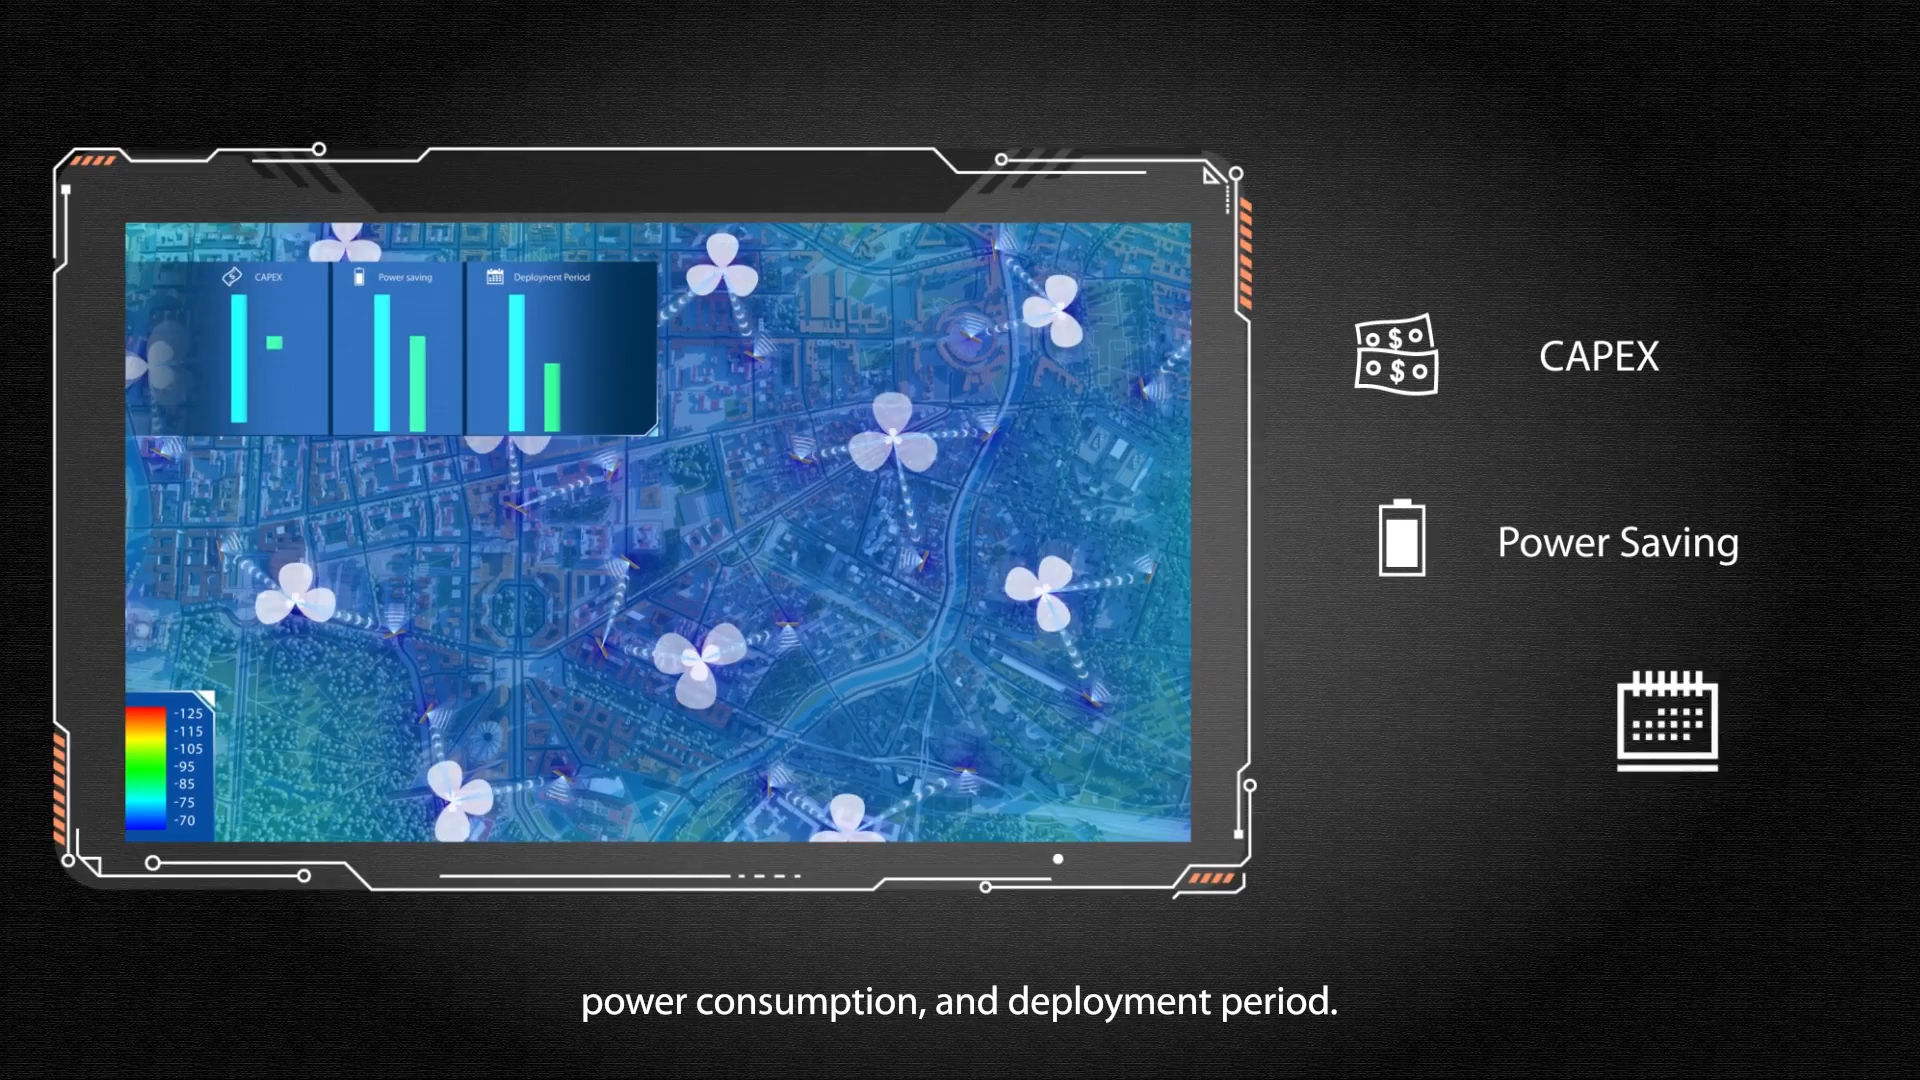 CAPEX
Power saving
Deployment Period
-125
-115
-105
-95
-85
-75
-70
CAPEX
Power Saving
power consumption, and deployment period.